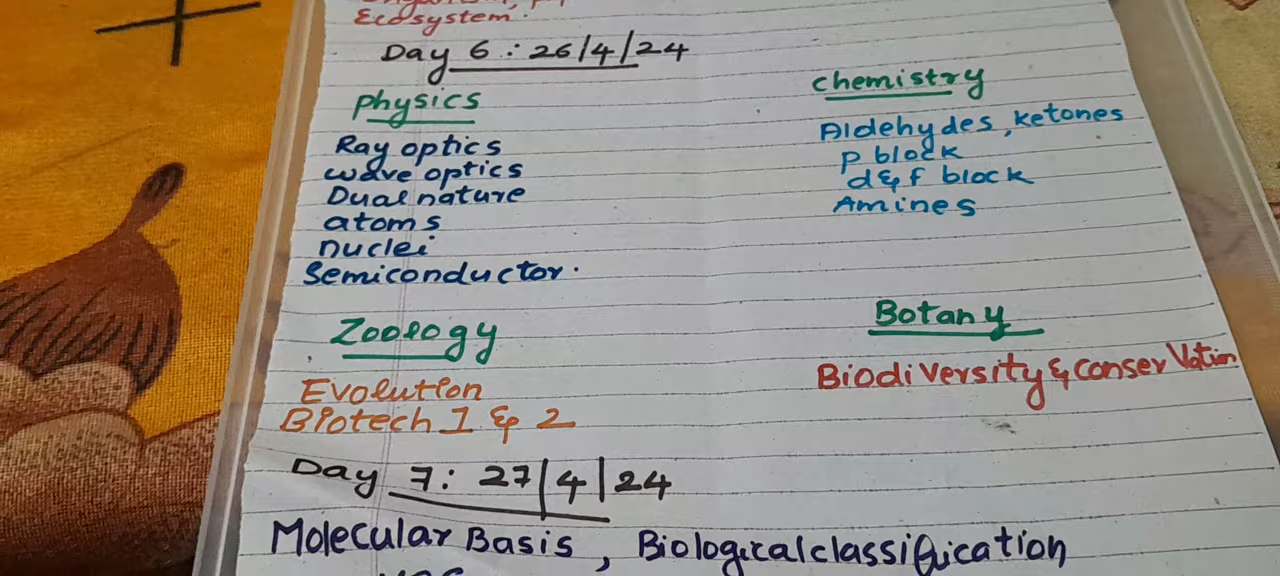 Ecosystem.
Day 6 : 26/4/24
Physics
Ray optics
wave optics
Dual nature
atoms
nuclei
Semiconductor.
Chemistry
Aldehydes, ketones
P block
d & f block
Amines
Zoology
Evolution
Biotech 1 & 2
Botany
Biodiversity & conservation
Day 7: 27/4/24
Molecular Basis, Biological classification